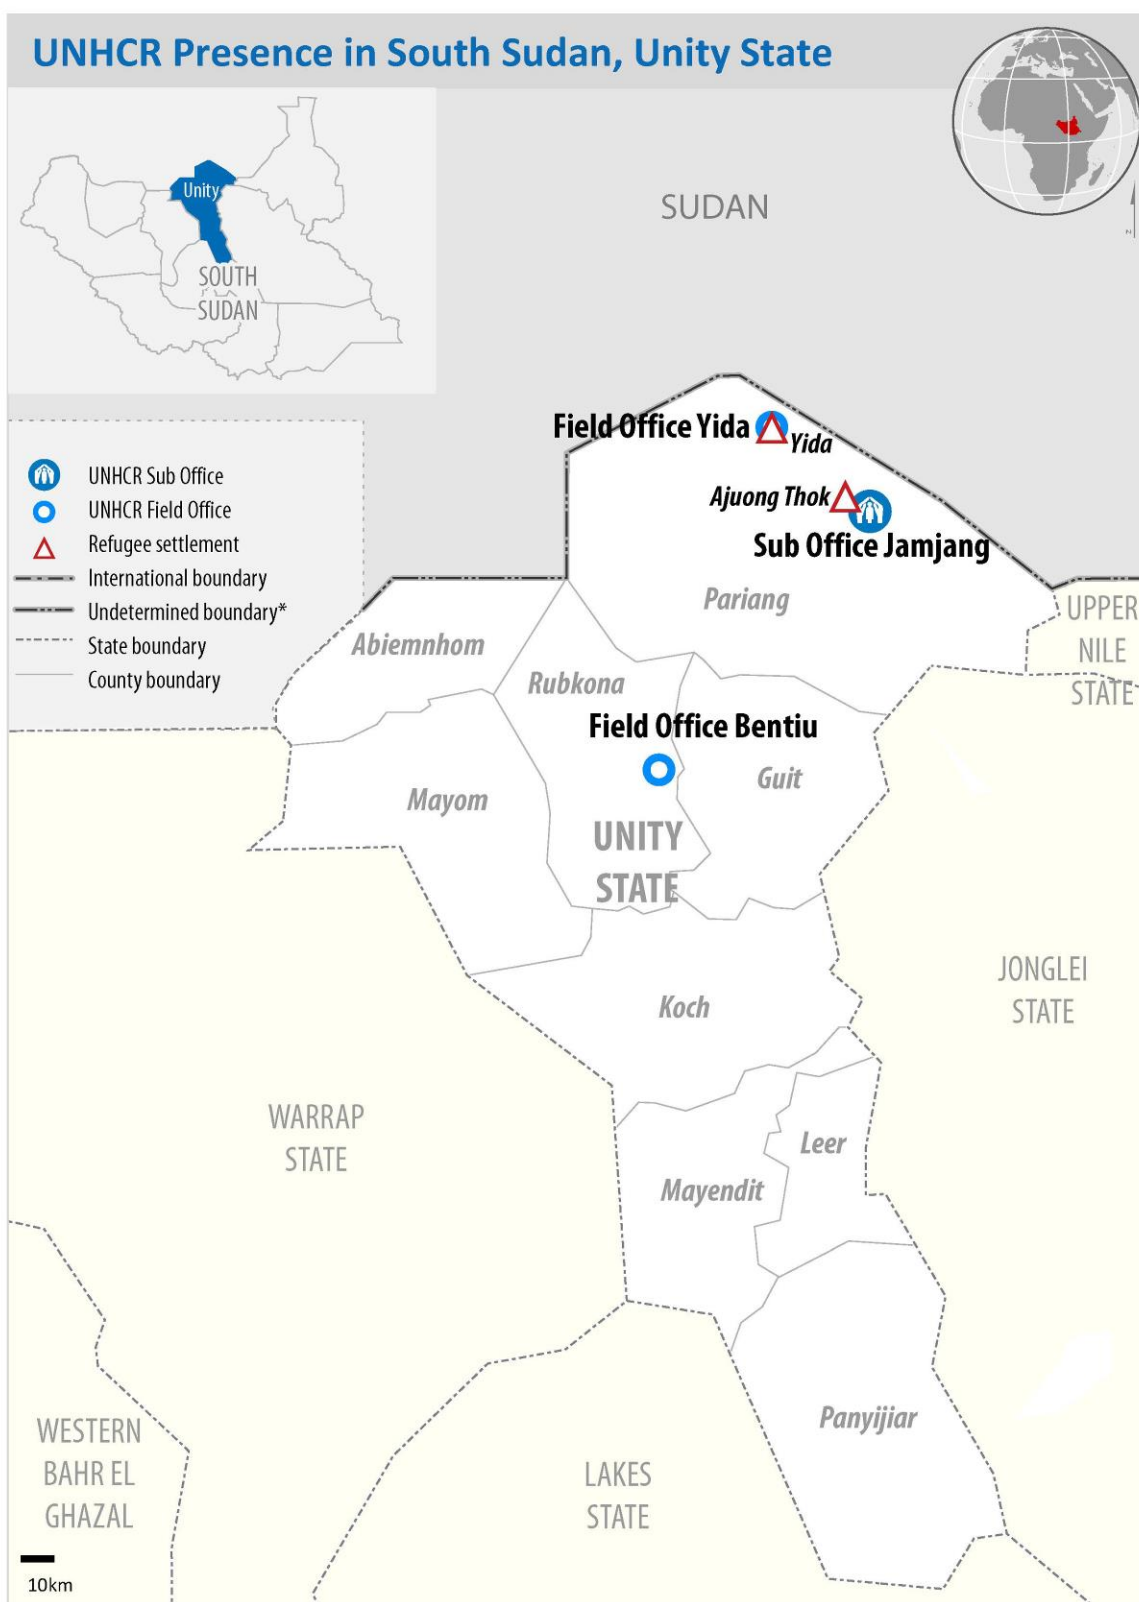 UNHCR Presence in South Sudan, Unity State
Unity
SOUTH
SUDAN
SUDAN
N
UNHCR Sub Office
UNHCR Field Office
Refugee settlement
International boundary
Undetermined boundary*
State boundary
County boundary
Field Office Yida
Yida
Ajuong Thok
Sub Office Jamjang
Pariang
UPPER
NILE
STATE
Abiemnhom
Rubkona
Field Office Bentiu
Guit
Mayom
UNITY
STATE
JONGLEI
STATE
Koch
WARRAP
STATE
Leer
Mayendit
Panyijiar
WESTERN
BAHR EL
GHAZAL
LAKES
STATE
10km